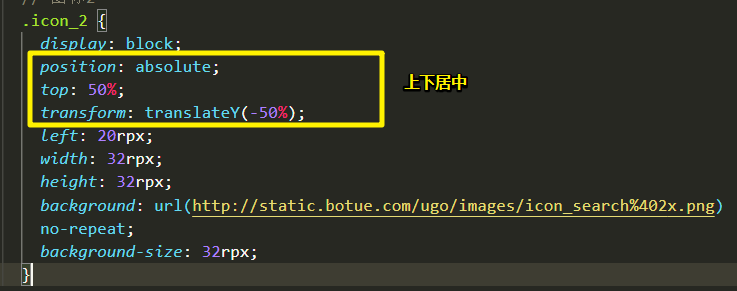 .icon_2 {
display: block;
position: absolute;
top: 50%;
transform: translateY(-50%);
上下居中
left: 20rpx;
width: 32rpx;
height: 32rpx;
background: url(http://static.botue.com/ugo/images/icon_search%402x.png)
no-repeat;
background-size: 32rpx;
}